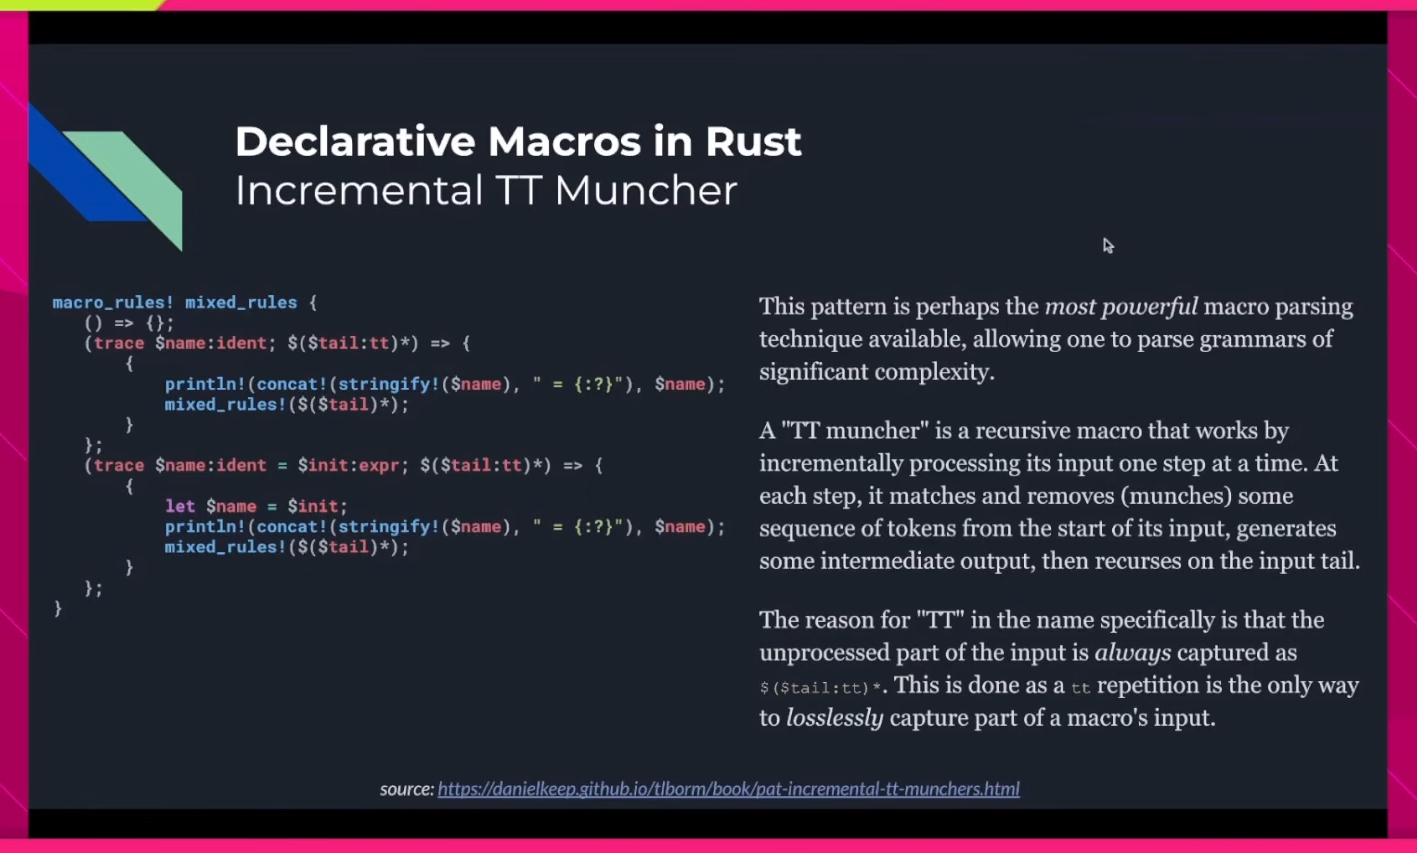 Declarative Macros in Rust
Incremental TT Muncher
macro_rules! mixed_rules {
    () => {};
    (trace $name:ident; $($tail:tt)*) => {
        {
            println!(concat!(stringify!($name), " = {:?}"), $name);
            mixed_rules!($($tail)*);
        }
    };
    (trace $name:ident = $init:expr; $($tail:tt)*) => {
        {
            let $name = $init;
            println!(concat!(stringify!($name), " = {:?}"), $name);
            mixed_rules!($($tail)*);
        }
    };
}
This pattern is perhaps the most powerful macro parsing
technique available, allowing one to parse grammars of
significant complexity.
A "TT muncher" is a recursive macro that works by
incrementally processing its input one step at a time. At
each step, it matches and removes (munches) some
sequence of tokens from the start of its input, generates
some intermediate output, then recurses on the input tail.
The reason for "TT" in the name specifically is that the
unprocessed part of the input is always captured as
$($tail:tt)*. This is done as a tt repetition is the only way
to losslessly capture part of a macro's input.
source: https://danielkeep.github.io/tlborm/book/pat-incremental-tt-munchers.html